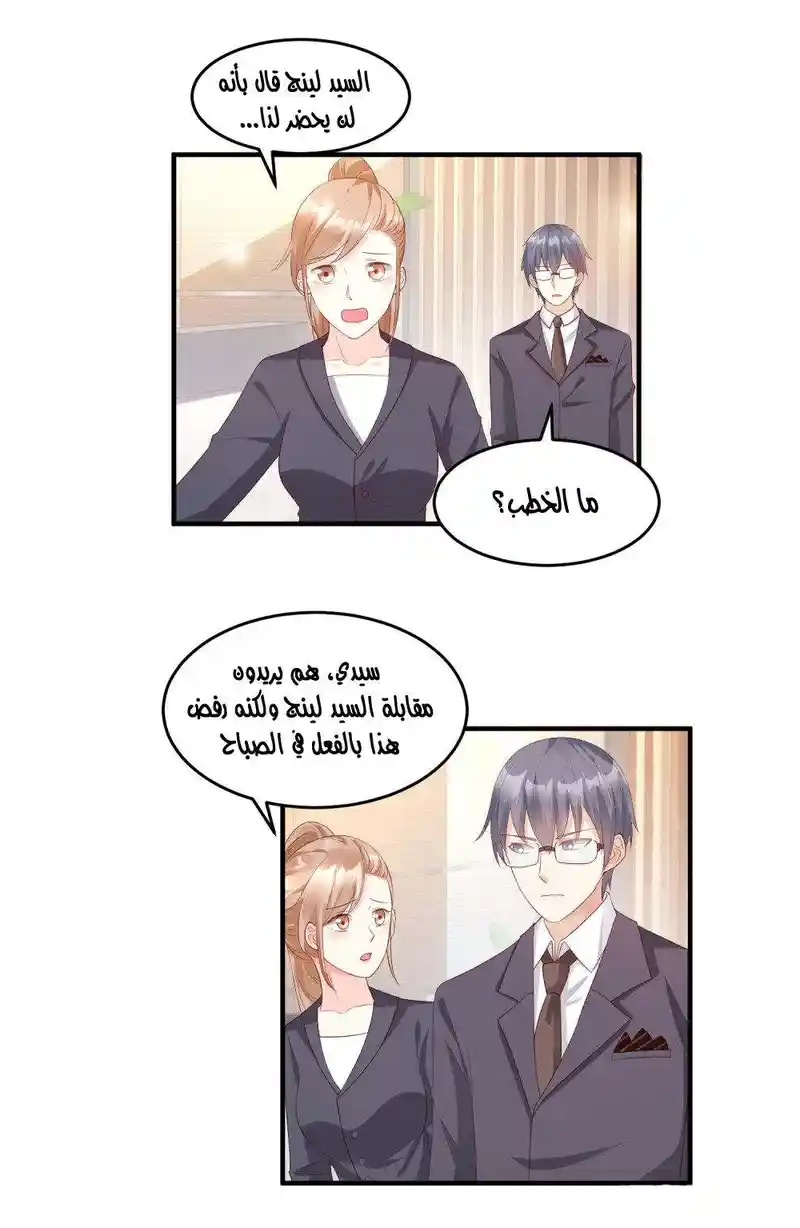 السيد لينج قال بأنه
لن يحضر لذا...
ما الخطب؟
سيدي، هم يريدون
مقابلة السيد لينج ولكنه رفض
هذا بالفعل في الصباح